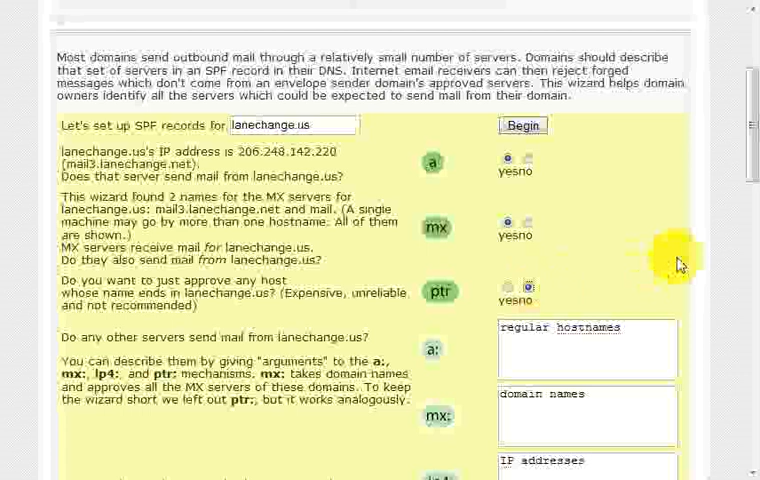 Most domains send outbound mail through a relatively small number of servers. Domains should describe
that set of servers in an SPF record in their DNS. Internet email receivers can then reject forged
messages which don't come from an envelope sender domain's approved servers. This wizard helps domain
owners identify all the servers which could be expected to send mail from their domain.
Let's set up SPF records for lanechange.us Begin
lanechange.us's IP address is 206.248.142.220
(mail3.lanechange.net).
Does that server send mail from lanechange.us?
a
yesno
This wizard found 2 names for the MX servers for
lanechange.us: mail3.lanechange.net and mail. (A single
machine may go by more than one hostname. All of them
are shown.)
MX servers receive mail for lanechange.us.
Do they also send mail from lanechange.us?
mx
yesno
Do you want to just approve any host
whose name ends in lanechange.us? (Expensive, unreliable
and not recommended)
ptr
yesno
Do any other servers send mail from lanechange.us?
You can describe them by giving "arguments" to the a:,
mx:, ip4:, and ptr: mechanisms. mx: takes domain names
and approves all the MX servers of these domains. To keep
the wizard short we left out ptr:, but it works analogously.
a:
regular hostnames
mx:
domain names
IP addresses